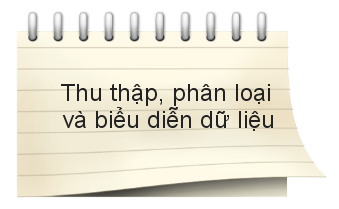 Thu thập, phân loại
và biểu diễn dữ liệu